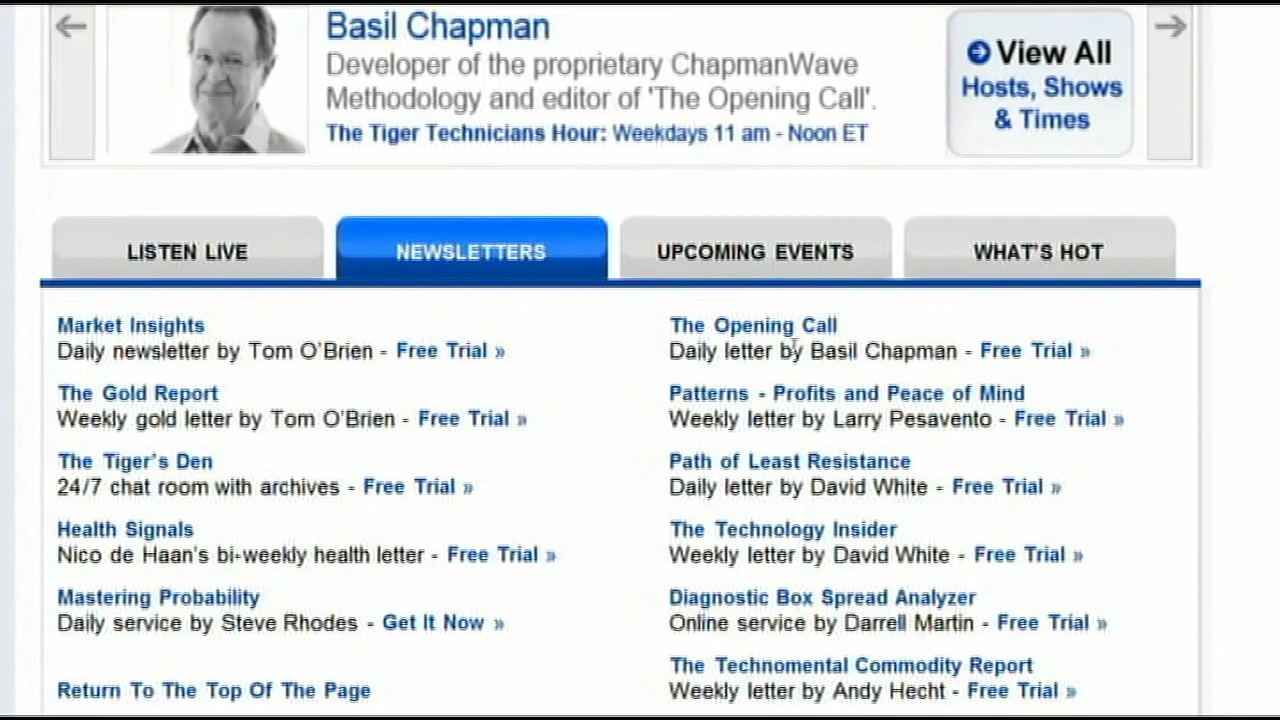 Basil Chapman
Developer of the proprietary ChapmanWave
Methodology and editor of 'The Opening Call'.
The Tiger Technicians Hour: Weekdays 11 am - Noon ET
View All
Hosts, Shows
& Times
LISTEN LIVE
NEWSLETTERS
UPCOMING EVENTS
WHAT'S HOT
Market Insights
Daily newsletter by Tom O'Brien - Free Trial »
The Gold Report
Weekly gold letter by Tom O'Brien - Free Trial »
The Tiger's Den
24/7 chat room with archives - Free Trial »
Health Signals
Nico de Haan's bi-weekly health letter - Free Trial »
Mastering Probability
Daily service by Steve Rhodes - Get It Now »
Return To The Top Of The Page
The Opening Call
Daily letter by Basil Chapman - Free Trial »
Patterns - Profits and Peace of Mind
Weekly letter by Larry Pesavento - Free Trial »
Path of Least Resistance
Daily letter by David White - Free Trial »
The Technology Insider
Weekly letter by David White - Free Trial »
Diagnostic Box Spread Analyzer
Online service by Darrell Martin - Free Trial »
The Technomental Commodity Report
Weekly letter by Andy Hecht - Free Trial »